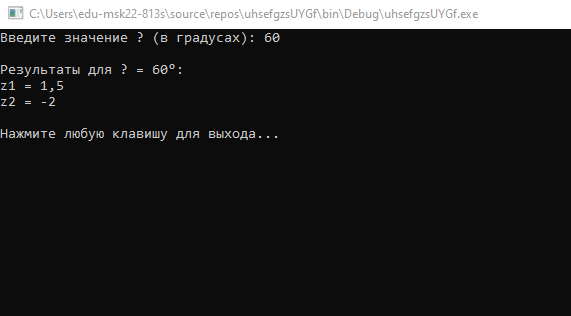 C:\Users\edu-msk22-813s\source\repos\uhsefgzsUYGf\bin\Debug\uhsefgzsUYGf.exe
Введите значение ? (в градусах): 60
Результаты для ? = 60°:
z1 = 1,5
z2 = -2
Нажмите любую клавишу для выхода...